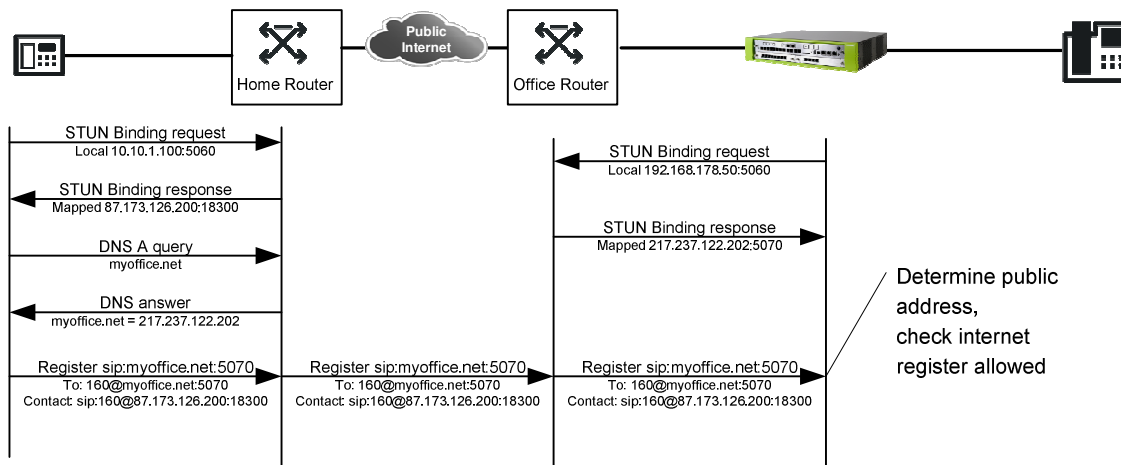 Public
Internet
Home Router
Office Router
STUN Binding request
Local 10.10.1.100:5060
STUN Binding request
Local 192.168.178.50:5060
STUN Binding response
Mapped 87.173.126.200:18300
STUN Binding response
Mapped 217.237.122.202:5070
DNS A query
myoffice.net
DNS answer
myoffice.net = 217.237.122.202
Determine public
address,
check internet
register allowed
Register sip:myoffice.net:5070
To: 160@myoffice.net:5070
Contact: sip:160@87.173.126.200:18300
Register sip:myoffice.net:5070
To: 160@myoffice.net:5070
Contact: sip:160@87.173.126.200:18300
Register sip:myoffice.net:5070
To: 160@myoffice.net:5070
Contact: sip:160@87.173.126.200:18300